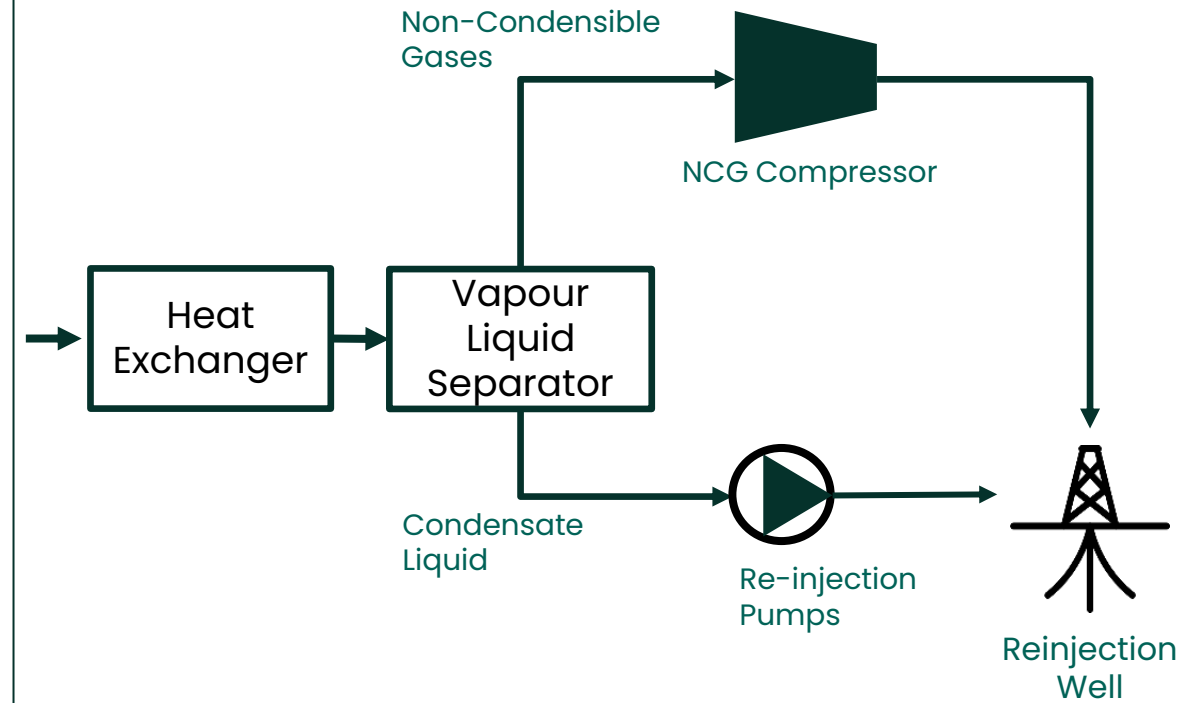 Non-Condensible
Gases
NCG Compressor
Heat
Exchanger
Vapour
Liquid
Separator
Condensate
Liquid
Re-injection
Pumps
Reinjection
Well